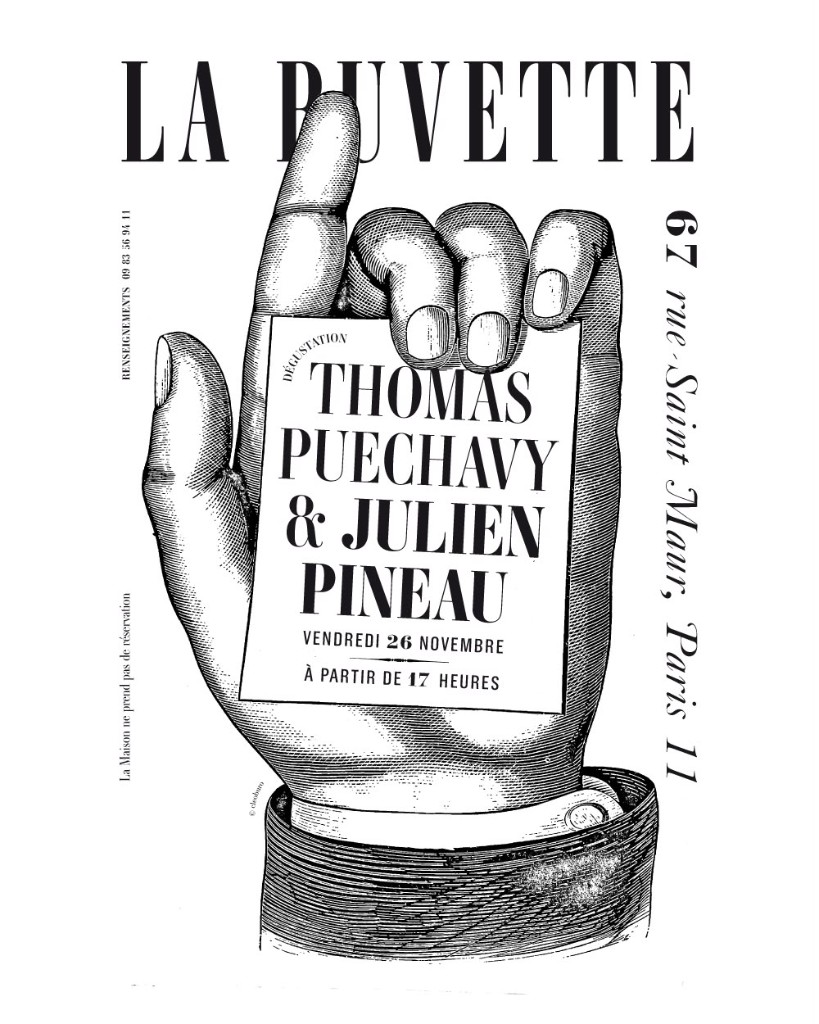 LA BUVETTE
RENSEIGNEMENTS 09 83 56 94 11
67 rue Saint Maur, Paris 11
DÉGUSTATION
THOMAS
PUECHAVY
& JULIEN
PINEAU
VENDREDI 26 NOVEMBRE
À PARTIR DE 17 HEURES
La Maison ne prend pas de réservation